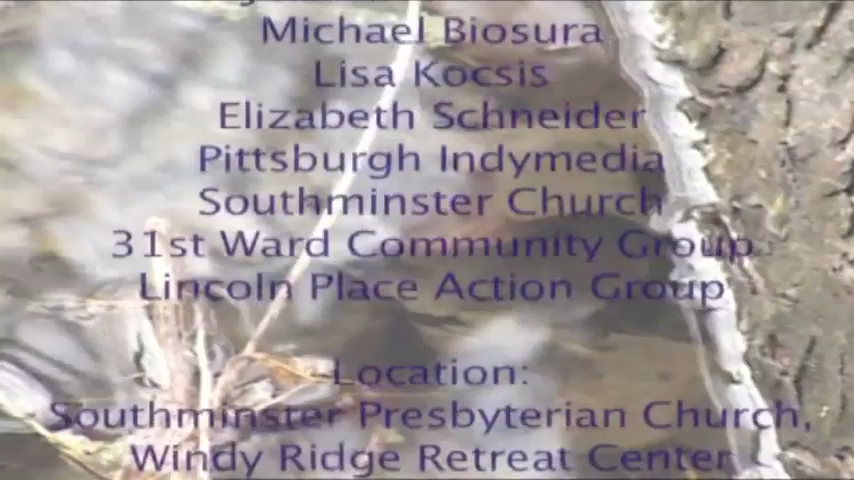 Michael Biosura
Lisa Kocsis
Elizabeth Schneider
Pittsburgh Indymedia
Southminster Church
31st Ward Community Group
Lincoln Place Action Group
Location:
Southminster Presbyterian Church,
Windy Ridge Retreat Center